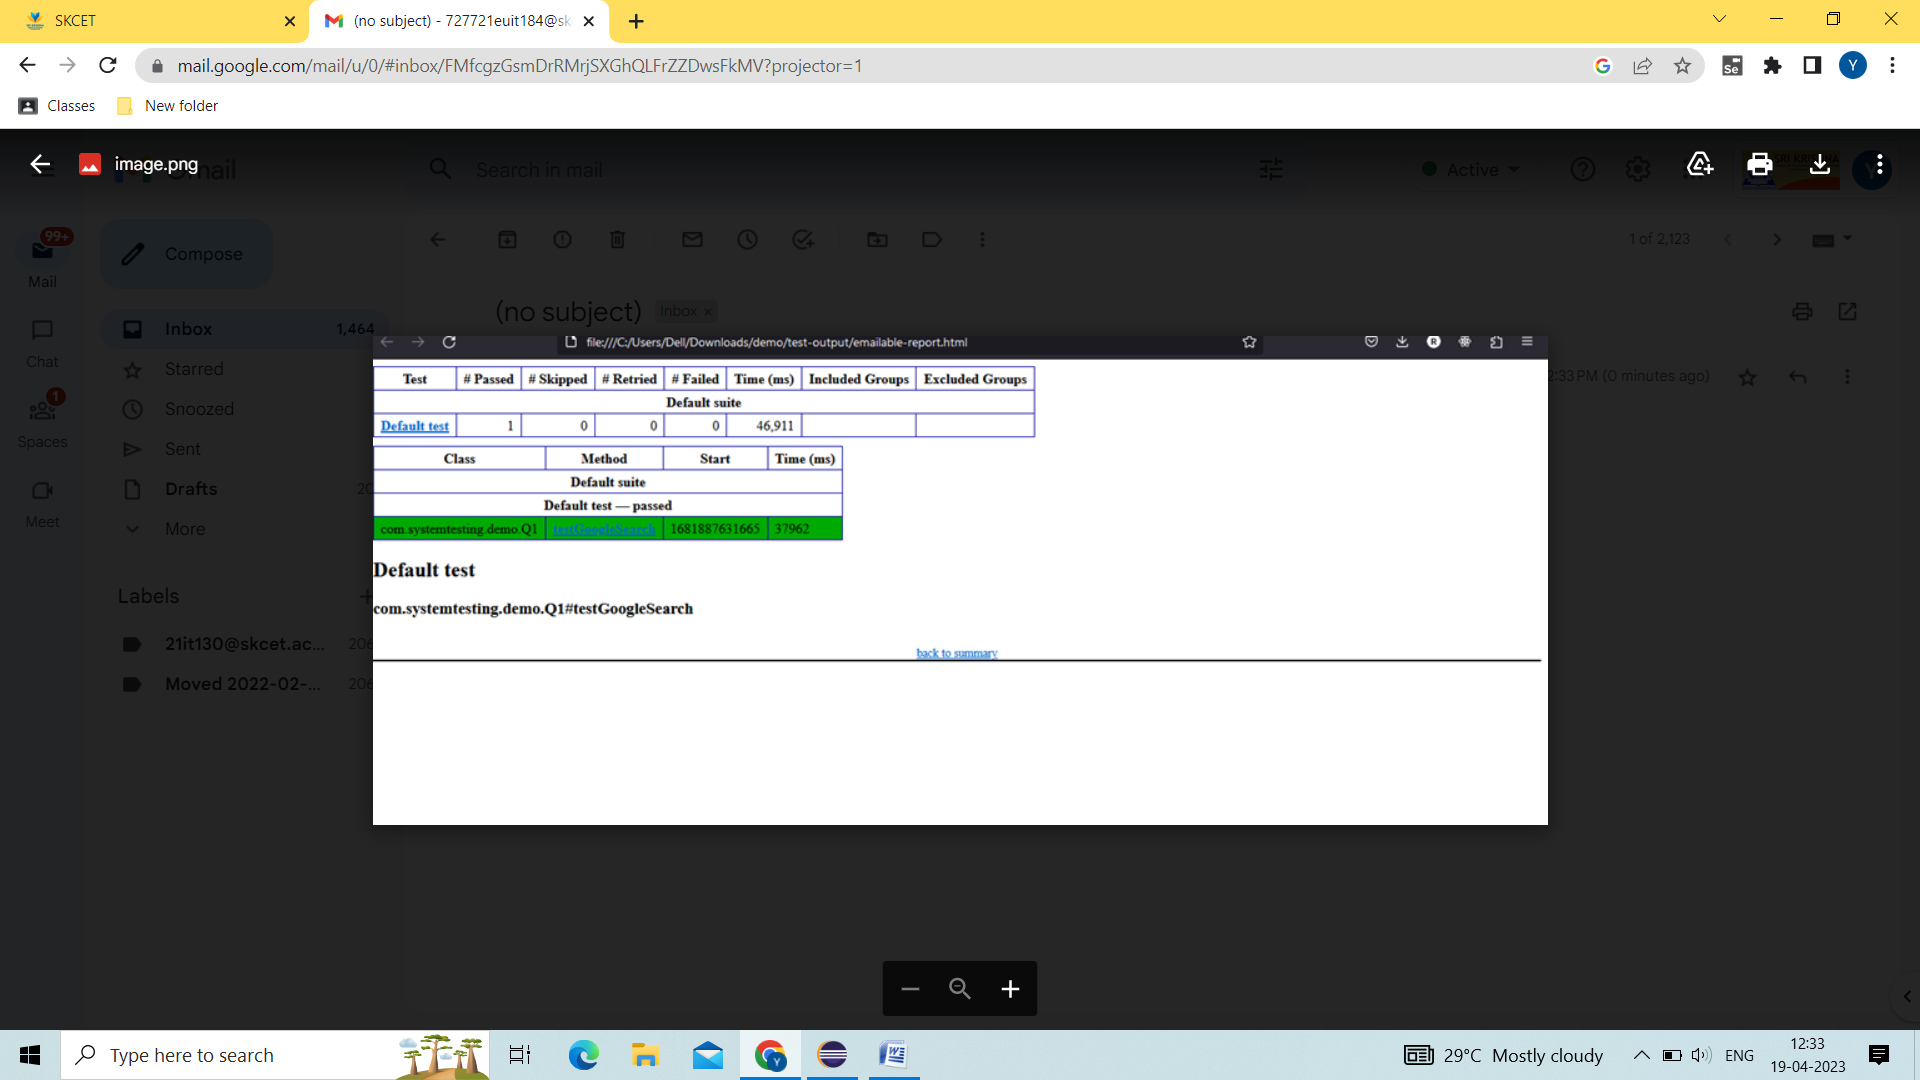 SKCET
(no subject) - 727721euit184@sk
mail.google.com/mail/u/0/#inbox/FMfcgzGsmDrRMrjSXGhQLFrZZDwsFkMV?projector=1
Se
Y
Classes
New folder
image.png
Search in mail
Active
99+
Mail
Compose
1 of 2,123
(no subject)
Inbox ×
Inbox 1,464
Chat
Starred
2:33 PM (0 minutes ago)
Snoozed
1
Spaces
Sent
Drafts
Meet
More
Labels
21it130@skcet.ac...
Moved 2022-02-...
file:///C:/Users/Dell/Downloads/demo/test-output/emailable-report.html
R
Test # Passed # Skipped # Retried # Failed Time (ms) Included Groups Excluded Groups
Default suite
Default test 1 0 0 0 46,911
Class Method Start Time (ms)
Default suite
Default test — passed
com.systemtesting.demo.Q1 testGoogleSearch 1681887631665 37962
Default test
com.systemtesting.demo.Q1#testGoogleSearch
back to summary
Type here to search
29°C Mostly cloudy
ENG
12:33
19-04-2023